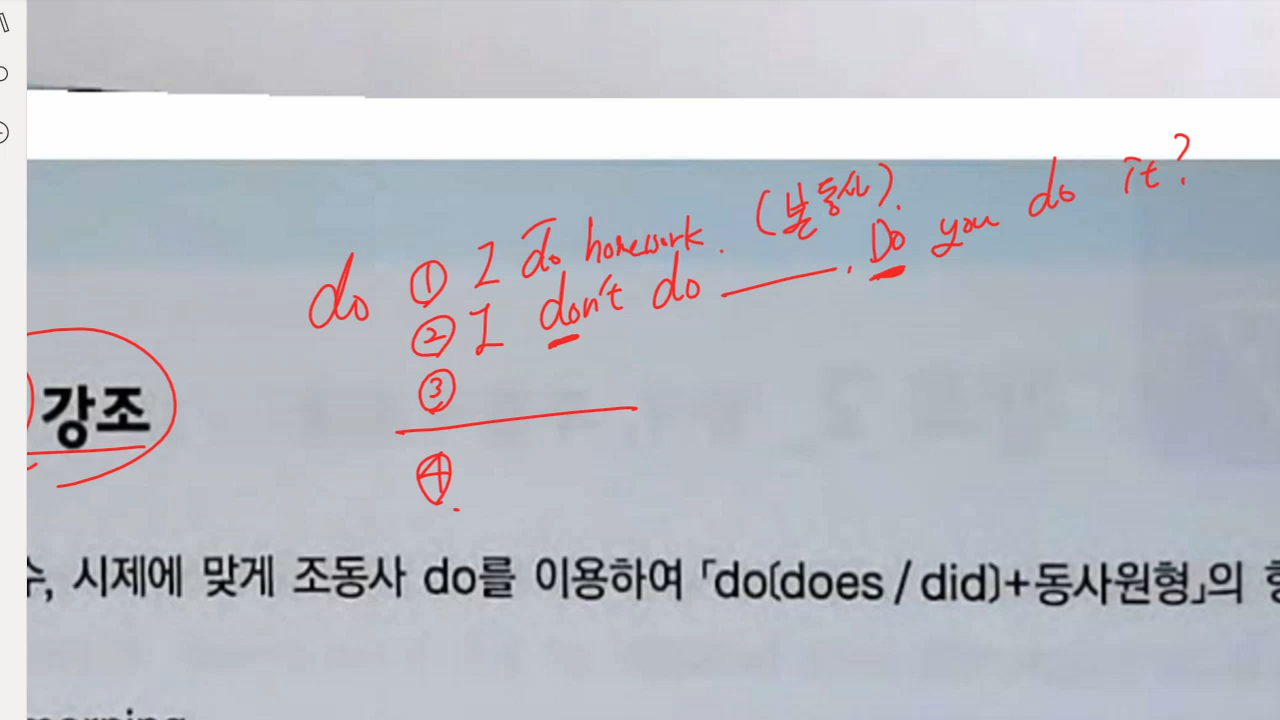 do ① I do homework. (본동사).
② I don't do ____. Do you do it?
③
④.
강조
수, 시제에 맞게 조동사 do를 이용하여 「do(does / did)+동사원형」의